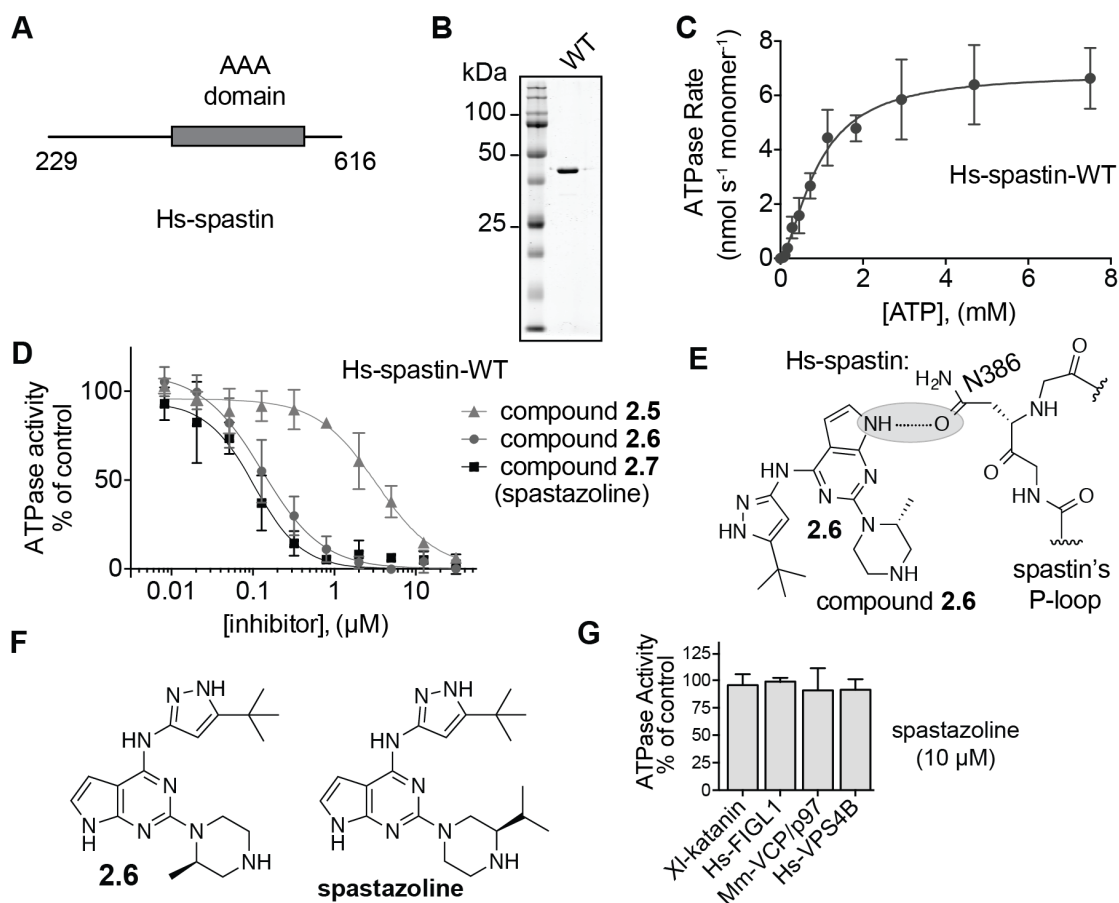 A
AAA
domain
229
616
Hs-spastin
B
WT
kDa
100
50
25
C
ATPase Rate
(nmol s⁻¹ monomer⁻¹)
8
6
4
2
0
0 2 4 6 8
[ATP], (mM)
Hs-spastin-WT
D
Hs-spastin-WT
ATPase activity
% of control
100
50
0
0.01 0.1 1 10
[inhibitor], (µM)
compound 2.5
compound 2.6
compound 2.7
(spastazoline)
E
Hs-spastin:
H₂N
N386
O
NH
O
NH
O
HN
O
HN
N
N
N
HN
N
N
NH
2.6
compound 2.6
spastin's
P-loop
F
N
NH
HN
N
N
H
N
N
NH
2.6
N
NH
HN
N
N
H
N
N
NH
spastazoline
G
ATPase Activity
% of control
125
100
75
50
25
0
Xl-katanin
Hs-FIGL1
Mm-VCP/p97
Hs-VPS4B
spastazoline
(10 µM)